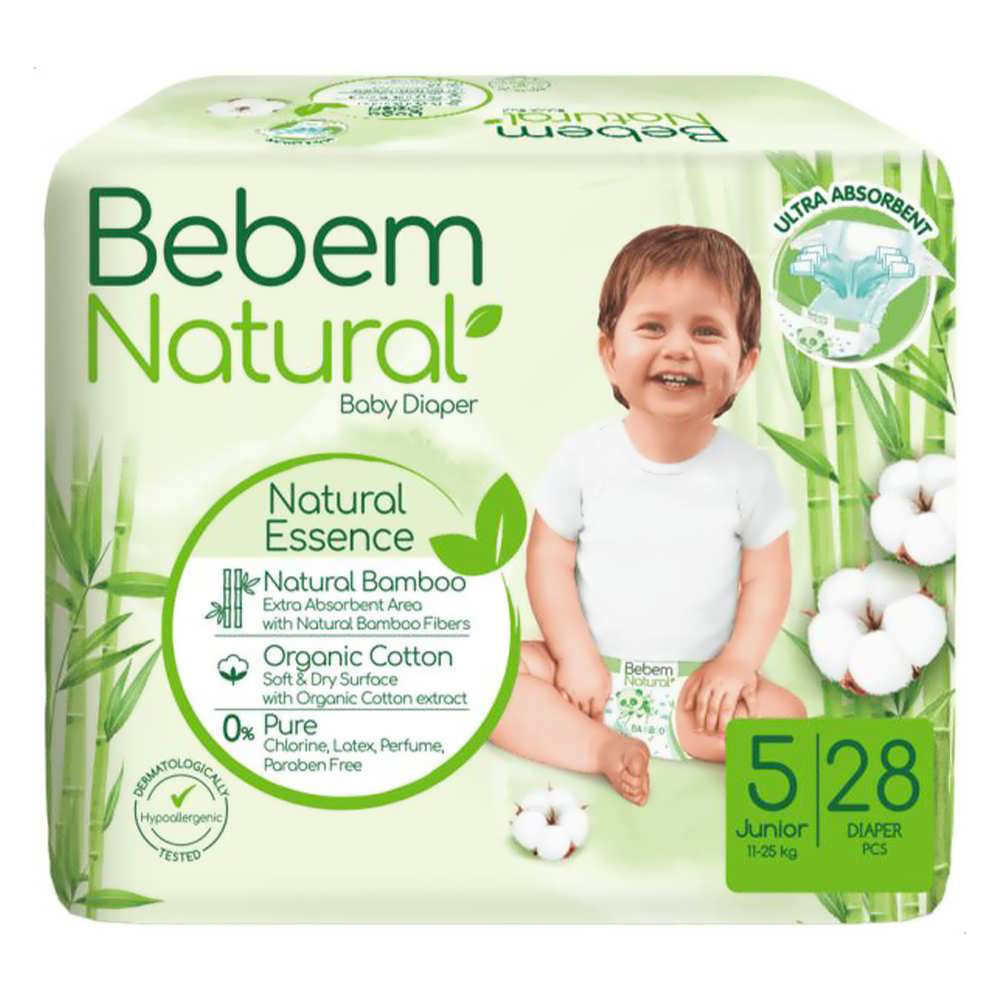 Bebem
Natural
Bebem
Natural
Baby Diaper
ULTRA ABSORBENT
Natural
Essence
Natural Bamboo
Extra Absorbent Area
with Natural Bamboo Fibers
Organic Cotton
Soft & Dry Surface
with Organic Cotton extract
0% Pure
Chlorine, Latex, Perfume,
Paraben Free
DERMATOLOGICALLY
Hypoallergenic
TESTED
Bebem
Natural
5
Junior
11-25 kg
28
DIAPER
PCS